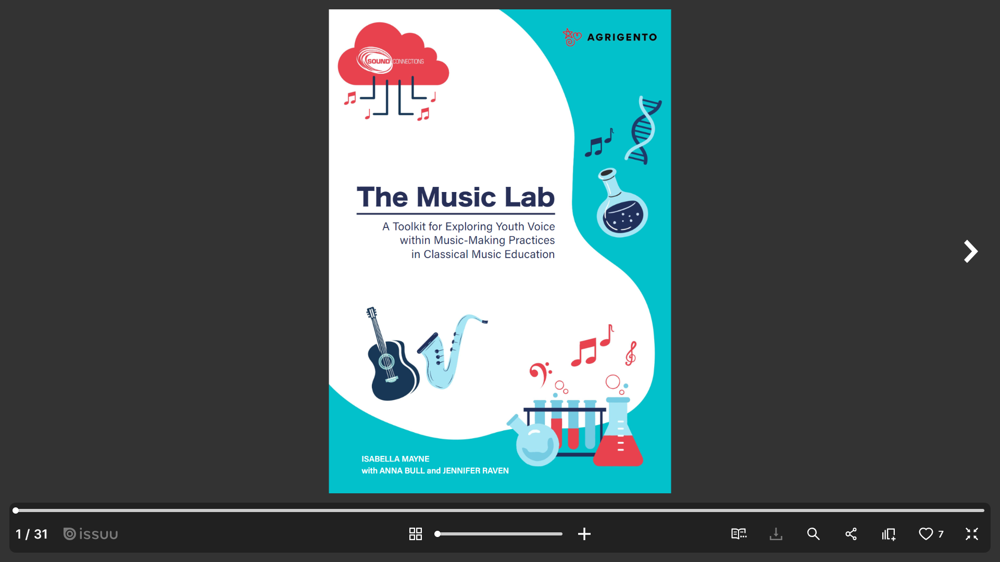 SOUND CONNECTIONS
AGRIGENTO
The Music Lab
A Toolkit for Exploring Youth Voice
within Music-Making Practices
in Classical Music Education
ISABELLA MAYNE
with ANNA BULL and JENNIFER RAVEN
1 / 31
issuu
7